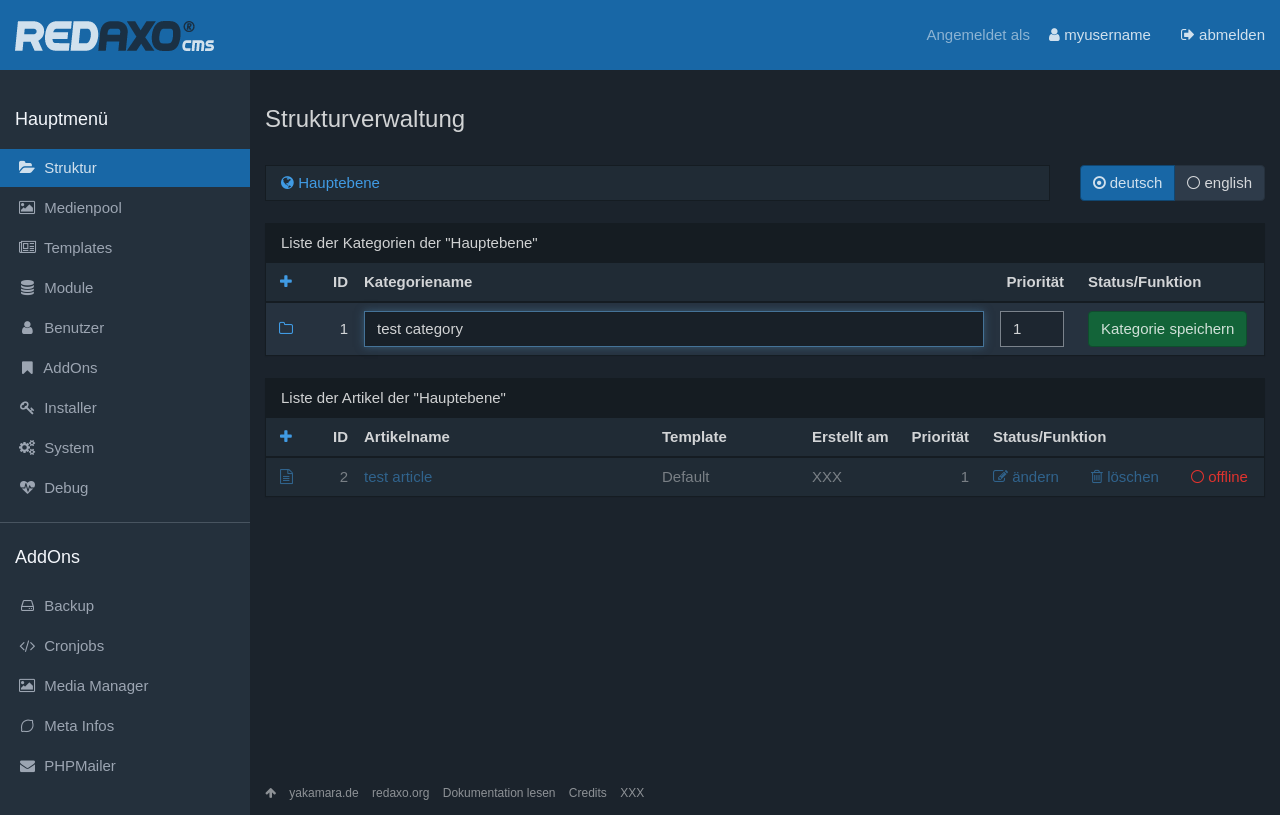 REDAXO® cms
Angemeldet als myusername abmelden
Hauptmenü
Struktur
Medienpool
Templates
Module
Benutzer
AddOns
Installer
System
Debug
AddOns
Backup
Cronjobs
Media Manager
Meta Infos
PHPMailer
Strukturverwaltung
Hauptebene
deutsch english
Liste der Kategorien der "Hauptebene"
ID Kategoriename Priorität Status/Funktion
1 test category 1 Kategorie speichern
Liste der Artikel der "Hauptebene"
ID Artikelname Template Erstellt am Priorität Status/Funktion
2 test article Default XXX 1 ändern löschen offline
yakamara.de redaxo.org Dokumentation lesen Credits XXX